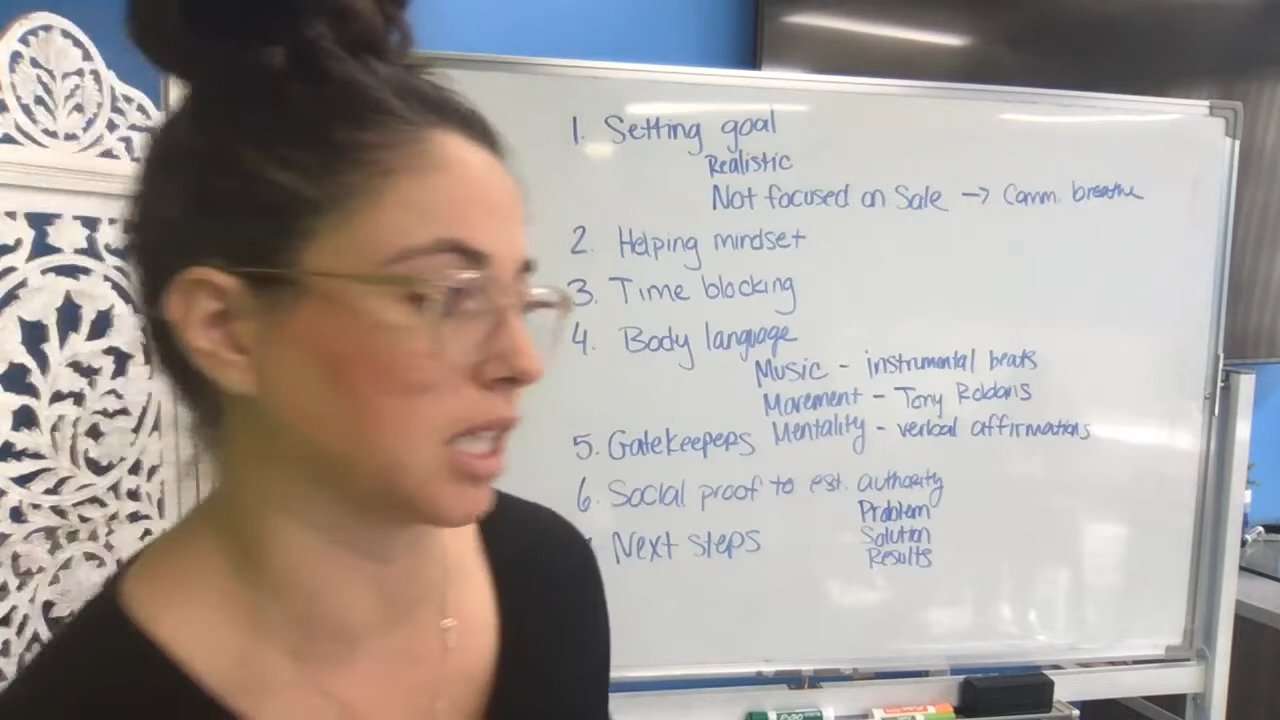 1. Setting goal
Realistic
Not focused on Sale → Comm. breathe
2. Helping mindset
3. Time blocking
4. Body language
Music - instrumental beats
Movement - Tony Robbins
Mentality - verbal affirmations
5. Gatekeepers
6. Social proof to est. authority
Problem
Solution
Results
Next steps